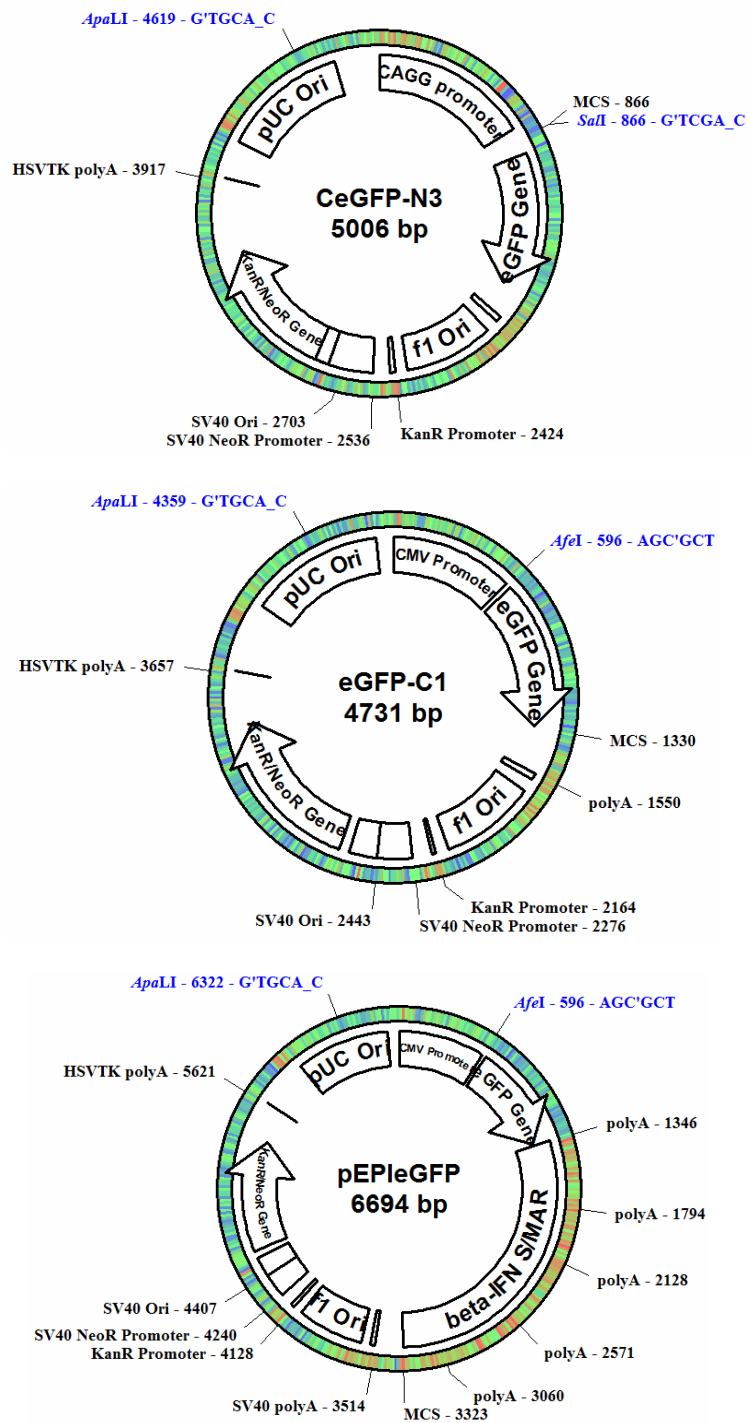 ApaLI - 4619 - G'TGCA_C
CAGG promoter
pUC Ori
MCS - 866
SalI - 866 - G'TCGA_C
HSVTK polyA - 3917
CeGFP-N3
5006 bp
eGFP Gene
KanR/NeoR Gene
f1 Ori
SV40 Ori - 2703
SV40 NeoR Promoter - 2536
KanR Promoter - 2424
ApaLI - 4359 - G'TGCA_C
AfeI - 596 - AGC'GCT
pUC Ori
CMV Promoter
eGFP Gene
HSVTK polyA - 3657
eGFP-C1
4731 bp
MCS - 1330
KanR/NeoR Gene
f1 Ori
polyA - 1550
SV40 Ori - 2443
KanR Promoter - 2164
SV40 NeoR Promoter - 2276
ApaLI - 6322 - G'TGCA_C
AfeI - 596 - AGC'GCT
pUC Ori
CMV Promoter
eGFP Gene
HSVTK polyA - 5621
polyA - 1346
pEPIeGFP
6694 bp
KanR/NeoR Gene
polyA - 1794
beta-IFN S/MAR
polyA - 2128
SV40 Ori - 4407
f1 Ori
SV40 NeoR Promoter - 4240
KanR Promoter - 4128
polyA - 2571
SV40 polyA - 3514
polyA - 3060
MCS - 3323